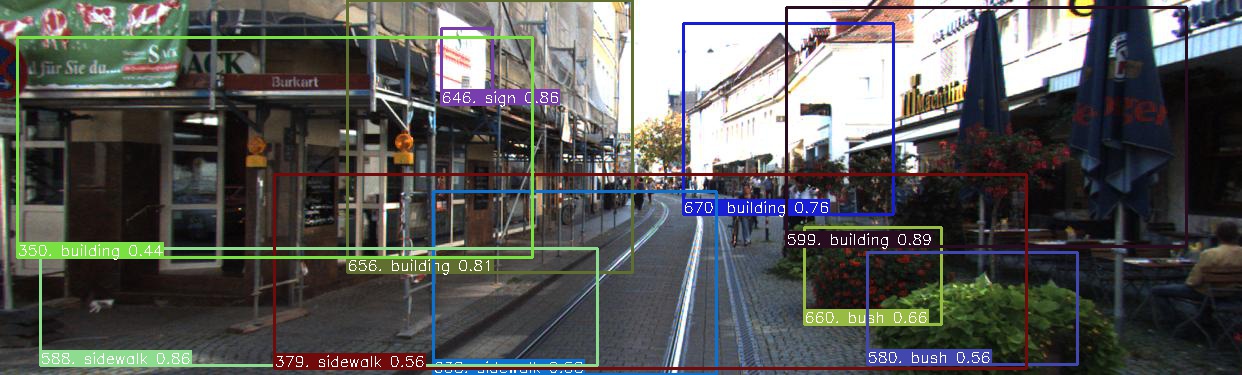 SACK
d für Sie da...
ACK
Burkart
646. sign 0.86
670. building 0.76
599. building 0.89
350. building 0.44
656. building 0.81
660. bush 0.66
588. sidewalk 0.86
379. sidewalk 0.56
580. bush 0.56